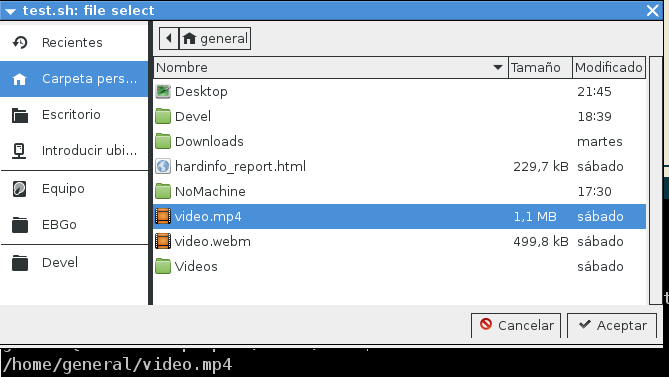 test.sh: file select
Recientes
Carpeta pers...
Escritorio
Introducir ubi...
Equipo
EBGo
Devel
general
Nombre Tamaño Modificado
Desktop 21:45
Devel 18:39
Downloads martes
hardinfo_report.html 229,7 kB sábado
NoMachine 17:30
video.mp4 1,1 MB sábado
video.webm 499,8 kB sábado
Videos sábado
Cancelar Aceptar
/home/general/video.mp4